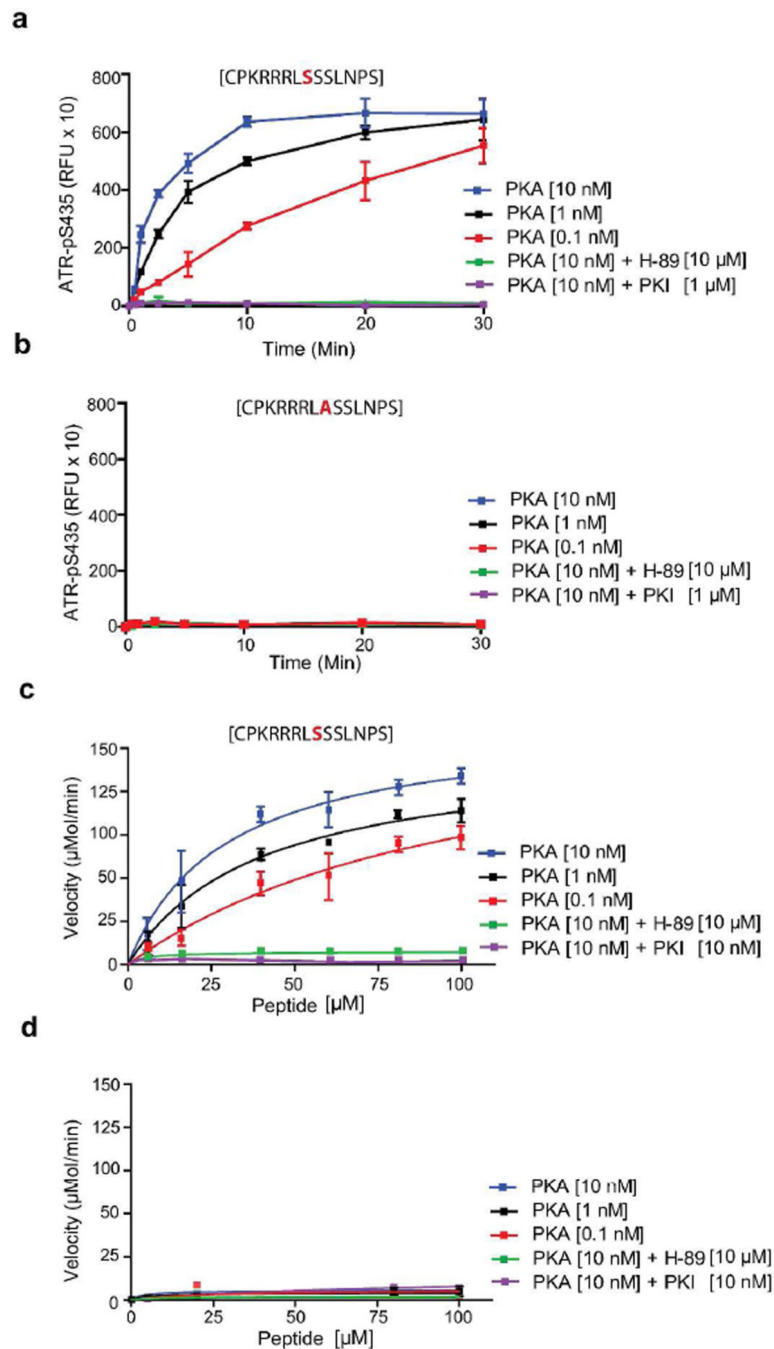 a
[CPKRRRLSSSLNPS]
800
600
400
200
0
ATR-pS435 (RFU x 10)
0 10 20 30
Time (Min)
PKA [10 nM]
PKA [1 nM]
PKA [0.1 nM]
PKA [10 nM] + H-89 [10 µM]
PKA [10 nM] + PKI [1 µM]
b
[CPKRRRLASSLNPS]
800
600
400
200
0
ATR-pS435 (RFU x 10)
10 20 30
Time (Min)
PKA [10 nM]
PKA [1 nM]
PKA [0.1 nM]
PKA [10 nM] + H-89 [10 µM]
PKA [10 nM] + PKI [1 µM]
c
[CPKRRRLSSSLNPS]
150
100
50
25
0
Velocity (µMol/min)
25 50 75 100
Peptide [µM]
PKA [10 nM]
PKA [1 nM]
PKA [0.1 nM]
PKA [10 nM] + H-89 [10 µM]
PKA [10 nM] + PKI [10 nM]
d
150
100
50
25
0
Velocity (µMol/min)
0 25 50 75 100
Peptide [µM]
PKA [10 nM]
PKA [1 nM]
PKA [0.1 nM]
PKA [10 nM] + H-89 [10 µM]
PKA [10 nM] + PKI [10 nM]